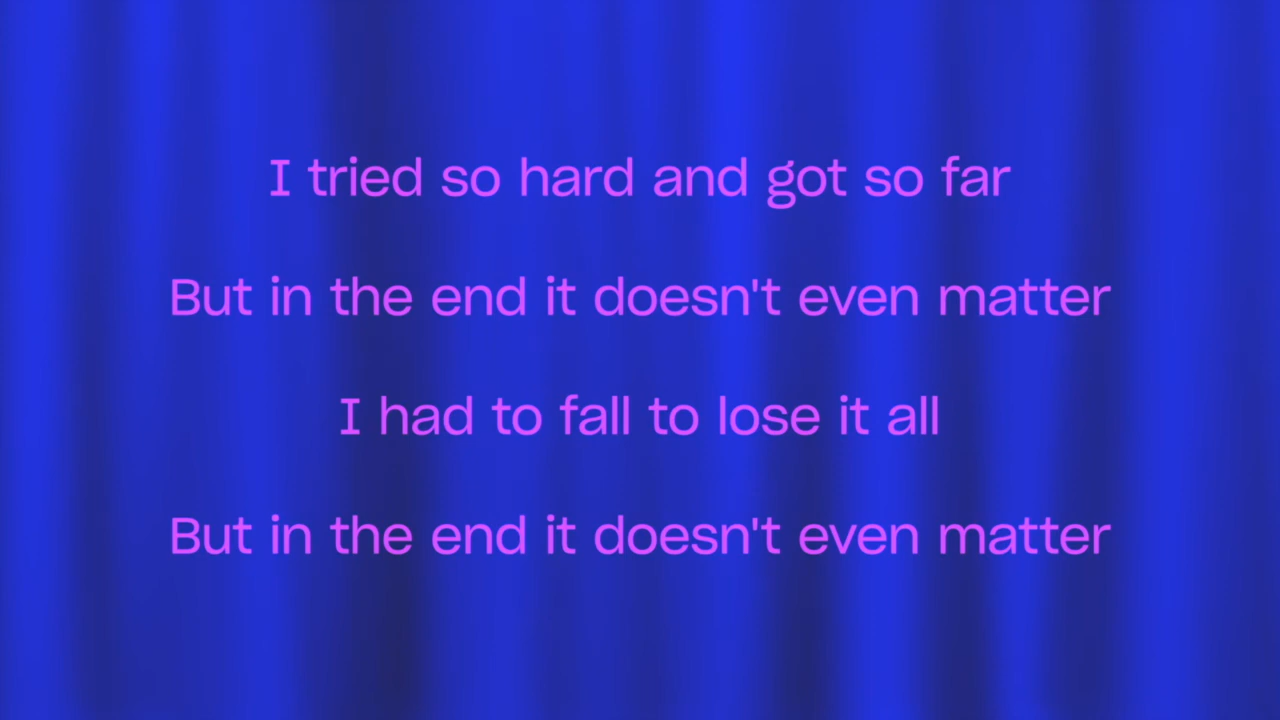 I tried so hard and got so far
But in the end it doesn't even matter
I had to fall to lose it all
But in the end it doesn't even matter